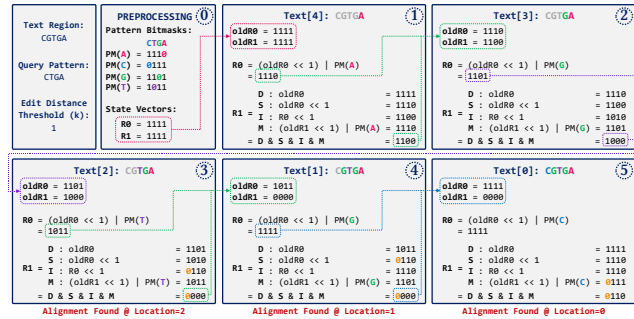 Text Region:
CGTGA
Query Pattern:
CTGA
Edit Distance
Threshold (k):
1
PREPROCESSING 0
Pattern Bitmasks:
CTGA
PM(A) = 1110
PM(C) = 0111
PM(G) = 1101
PM(T) = 1011
State Vectors:
R0 = 1111
R1 = 1111
Text[4]: CGTGA 1
oldR0 = 1111
oldR1 = 1111
R0 = (oldR0 << 1) | PM(A)
= 1110
D : oldR0 = 1111
S : oldR0 << 1 = 1110
R1 = I : R0 << 1 = 1100
M : (oldR1 << 1) | PM(A) = 1110
= D & S & I & M = 1100
Text[3]: CGTGA 2
oldR0 = 1110
oldR1 = 1100
R0 = (oldR0 << 1) | PM(G)
= 1101
D : oldR0 = 1110
S : oldR0 << 1 = 1100
R1 = I : R0 << 1 = 1010
M : (oldR1 << 1) | PM(G) = 1101
= D & S & I & M = 1000
Text[2]: CGTGA 3
oldR0 = 1101
oldR1 = 1000
R0 = (oldR0 << 1) | PM(T)
= 1011
D : oldR0 = 1101
S : oldR0 << 1 = 1010
R1 = I : R0 << 1 = 0110
M : (oldR1 << 1) | PM(T) = 1011
= D & S & I & M = 0000
Alignment Found @ Location=2
Text[1]: CGTGA 4
oldR0 = 1011
oldR1 = 0000
R0 = (oldR0 << 1) | PM(G)
= 1111
D : oldR0 = 1011
S : oldR0 << 1 = 0110
R1 = I : R0 << 1 = 1110
M : (oldR1 << 1) | PM(G) = 1101
= D & S & I & M = 0000
Alignment Found @ Location=1
Text[0]: CGTGA 5
oldR0 = 1111
oldR1 = 0000
R0 = (oldR0 << 1) | PM(C)
= 1111
D : oldR0 = 1111
S : oldR0 << 1 = 1110
R1 = I : R0 << 1 = 1110
M : (oldR1 << 1) | PM(C) = 0111
= D & S & I & M = 0110
Alignment Found @ Location=0